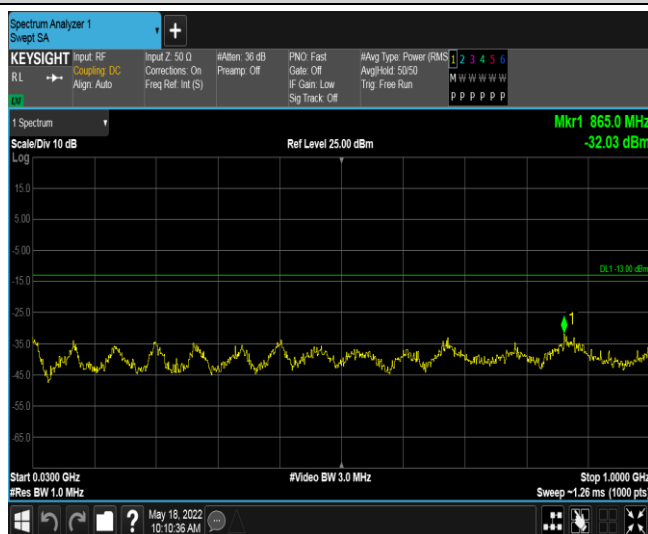 Spectrum Analyzer 1
Swept SA
KEYSIGHT
RL
LXI
Input: RF
Coupling: DC
Align: Auto
Input Z: 50 Ω
Corrections: On
Freq Ref: Int (S)
#Atten: 36 dB
Preamp: Off
PNO: Fast
Gate: Off
IF Gain: Low
Sig Track: Off
#Avg Type: Power (RMS
Avg|Hold: 50/50
Trig: Free Run
1 2 3 4 5 6
M W W W W W
P P P P P P
1 Spectrum
Scale/Div 10 dB
Ref Level 25.00 dBm
Mkr1 865.0 MHz
-32.03 dBm
Log
15.0
5.00
-5.00
DL1 -13.00 dBm
-15.0
-25.0
1
-35.0
-45.0
-55.0
-65.0
Start 0.0300 GHz
#Video BW 3.0 MHz
Stop 1.0000 GHz
#Res BW 1.0 MHz
Sweep ~1.26 ms (1000 pts)
?
May 18, 2022
10:10:36 AM